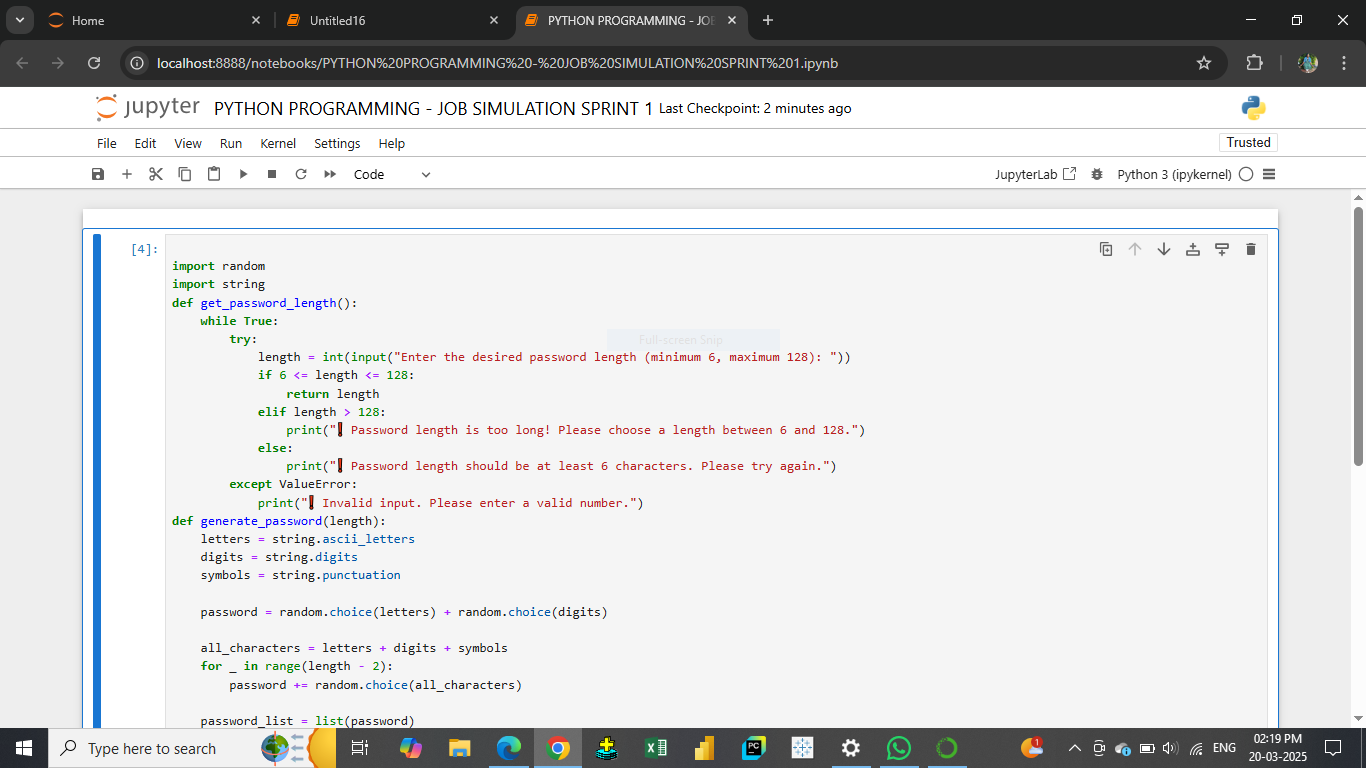 Home
Untitled16
PYTHON PROGRAMMING - JOB
localhost:8888/notebooks/PYTHON%20PROGRAMMING%20-%20JOB%20SIMULATION%20SPRINT%201.ipynb
jupyter PYTHON PROGRAMMING - JOB SIMULATION SPRINT 1 Last Checkpoint: 2 minutes ago
File Edit View Run Kernel Settings Help
Trusted
Code
JupyterLab Python 3 (ipykernel)
[4]:
import random
import string
def get_password_length():
    while True:
        try:
            length = int(input("Enter the desired password length (minimum 6, maximum 128): "))
            if 6 <= length <= 128:
                return length
            elif length > 128:
                print("❗ Password length is too long! Please choose a length between 6 and 128.")
            else:
                print("❗ Password length should be at least 6 characters. Please try again.")
        except ValueError:
            print("❗ Invalid input. Please enter a valid number.")
def generate_password(length):
    letters = string.ascii_letters
    digits = string.digits
    symbols = string.punctuation
    password = random.choice(letters) + random.choice(digits)
    all_characters = letters + digits + symbols
    for _ in range(length - 2):
        password += random.choice(all_characters)
    password_list = list(password)
Full-screen Snip
Type here to search
PC
1
ENG
02:19 PM
20-03-2025